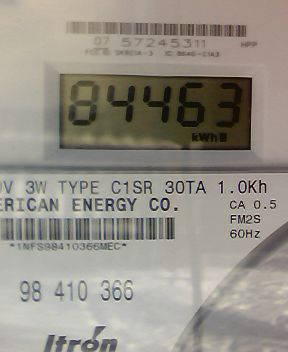 07 57245311 HPP
84463
kWh
0V 3W TYPE C1SR 30TA 1.0Kh
ERICAN ENERGY CO. CA 0.5
FM2S
*1NFS98410366MEC* 60Hz
98 410 366
Itron